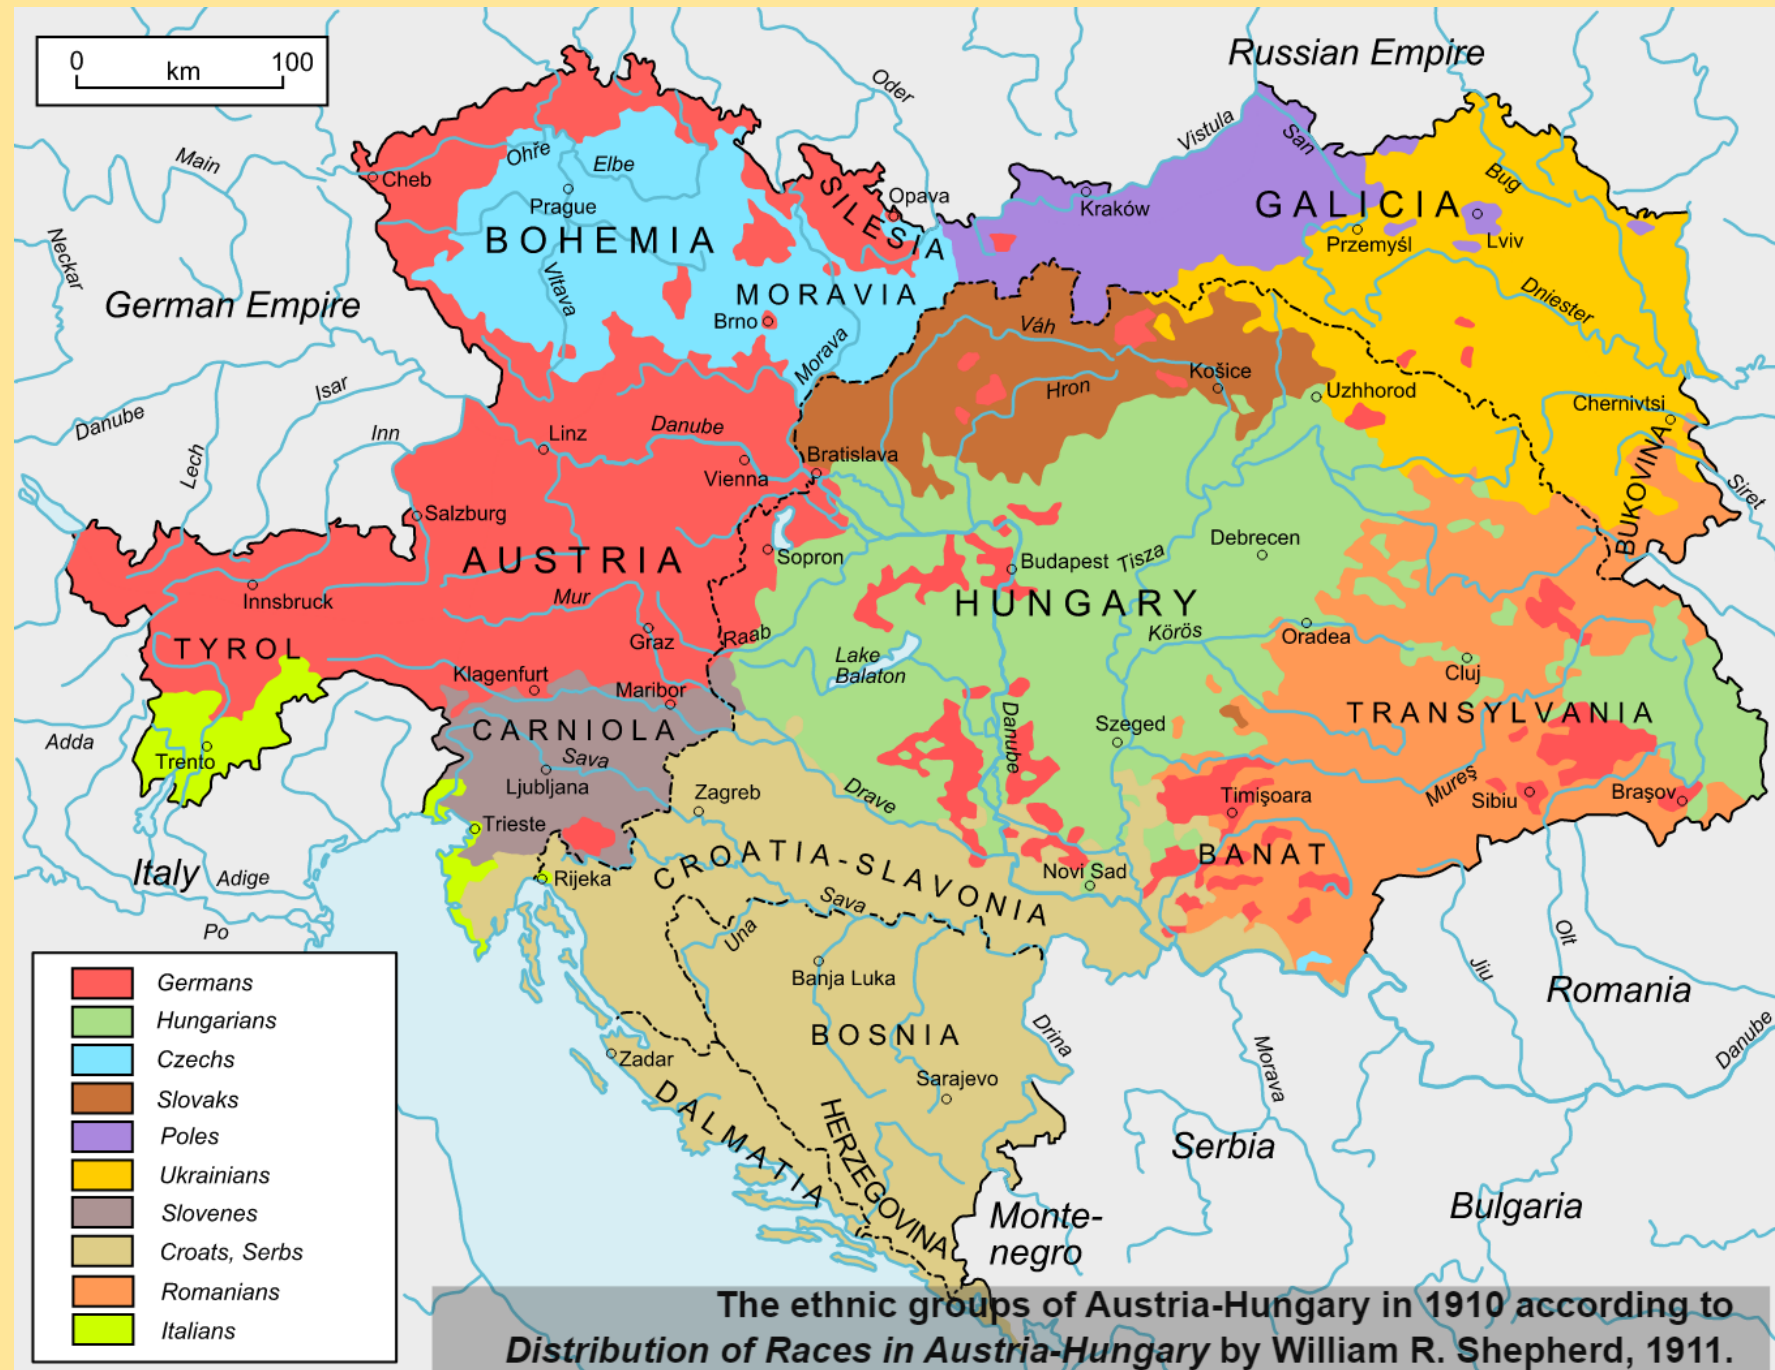 0 100
km
Russian Empire
Oder
Vistula
San
Main
Ohře
Elbe
Cheb
Bug
SILESIA
Opava
Kraków
GALICIA
Prague
BOHEMIA
Przemyśl
Lviv
Neckar
Vltava
German Empire
MORAVIA
Dniester
Brno
Váh
Morava
Košice
Isar
Hron
Uzhhorod
Danube
Chernivtsi
Inn
Linz
Danube
Lech
Bratislava
Vienna
BUKOVINA
Siret
Salzburg
Sopron
AUSTRIA
Budapest
Tisza
Debrecen
Innsbruck
Mur
HUNGARY
TYROL
Graz
Raab
Körös
Oradea
Lake
Balaton
Klagenfurt
Maribor
Cluj
CARNIOLA
Danube
Szeged
TRANSYLVANIA
Adda
Trento
Sava
Ljubljana
Zagreb
Drave
Timişoara
Mureş
Sibiu
Braşov
Trieste
CROATIA-SLAVONIA
BANAT
Italy
Adige
Rijeka
Novi Sad
Po
Sava
Una
Olt
Jiu
Banja Luka
Romania
BOSNIA
Drina
Morava
Danube
Zadar
Sarajevo
DALMATIA
HERZEGOVINA
Serbia
Monte-
negro
Bulgaria
Germans
Hungarians
Czechs
Slovaks
Poles
Ukrainians
Slovenes
Croats, Serbs
Romanians
Italians
The ethnic groups of Austria-Hungary in 1910 according to
Distribution of Races in Austria-Hungary by William R. Shepherd, 1911.